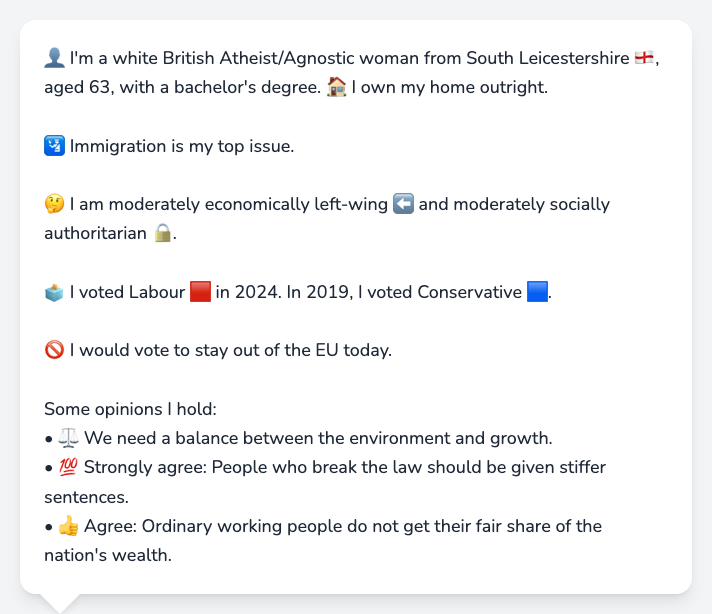 👤 I'm a white British Atheist/Agnostic woman from South Leicestershire 🏴󠁧󠁢󠁥󠁮󠁧󠁿,
aged 63, with a bachelor's degree. 🏠 I own my home outright.
🛂 Immigration is my top issue.
🤔 I am moderately economically left-wing ⬅️ and moderately socially
authoritarian 🔒.
🗳️ I voted Labour 🟥 in 2024. In 2019, I voted Conservative 🟦.
🚫 I would vote to stay out of the EU today.
Some opinions I hold:
• ⚖️ We need a balance between the environment and growth.
• 💯 Strongly agree: People who break the law should be given stiffer
sentences.
• 👍 Agree: Ordinary working people do not get their fair share of the
nation's wealth.